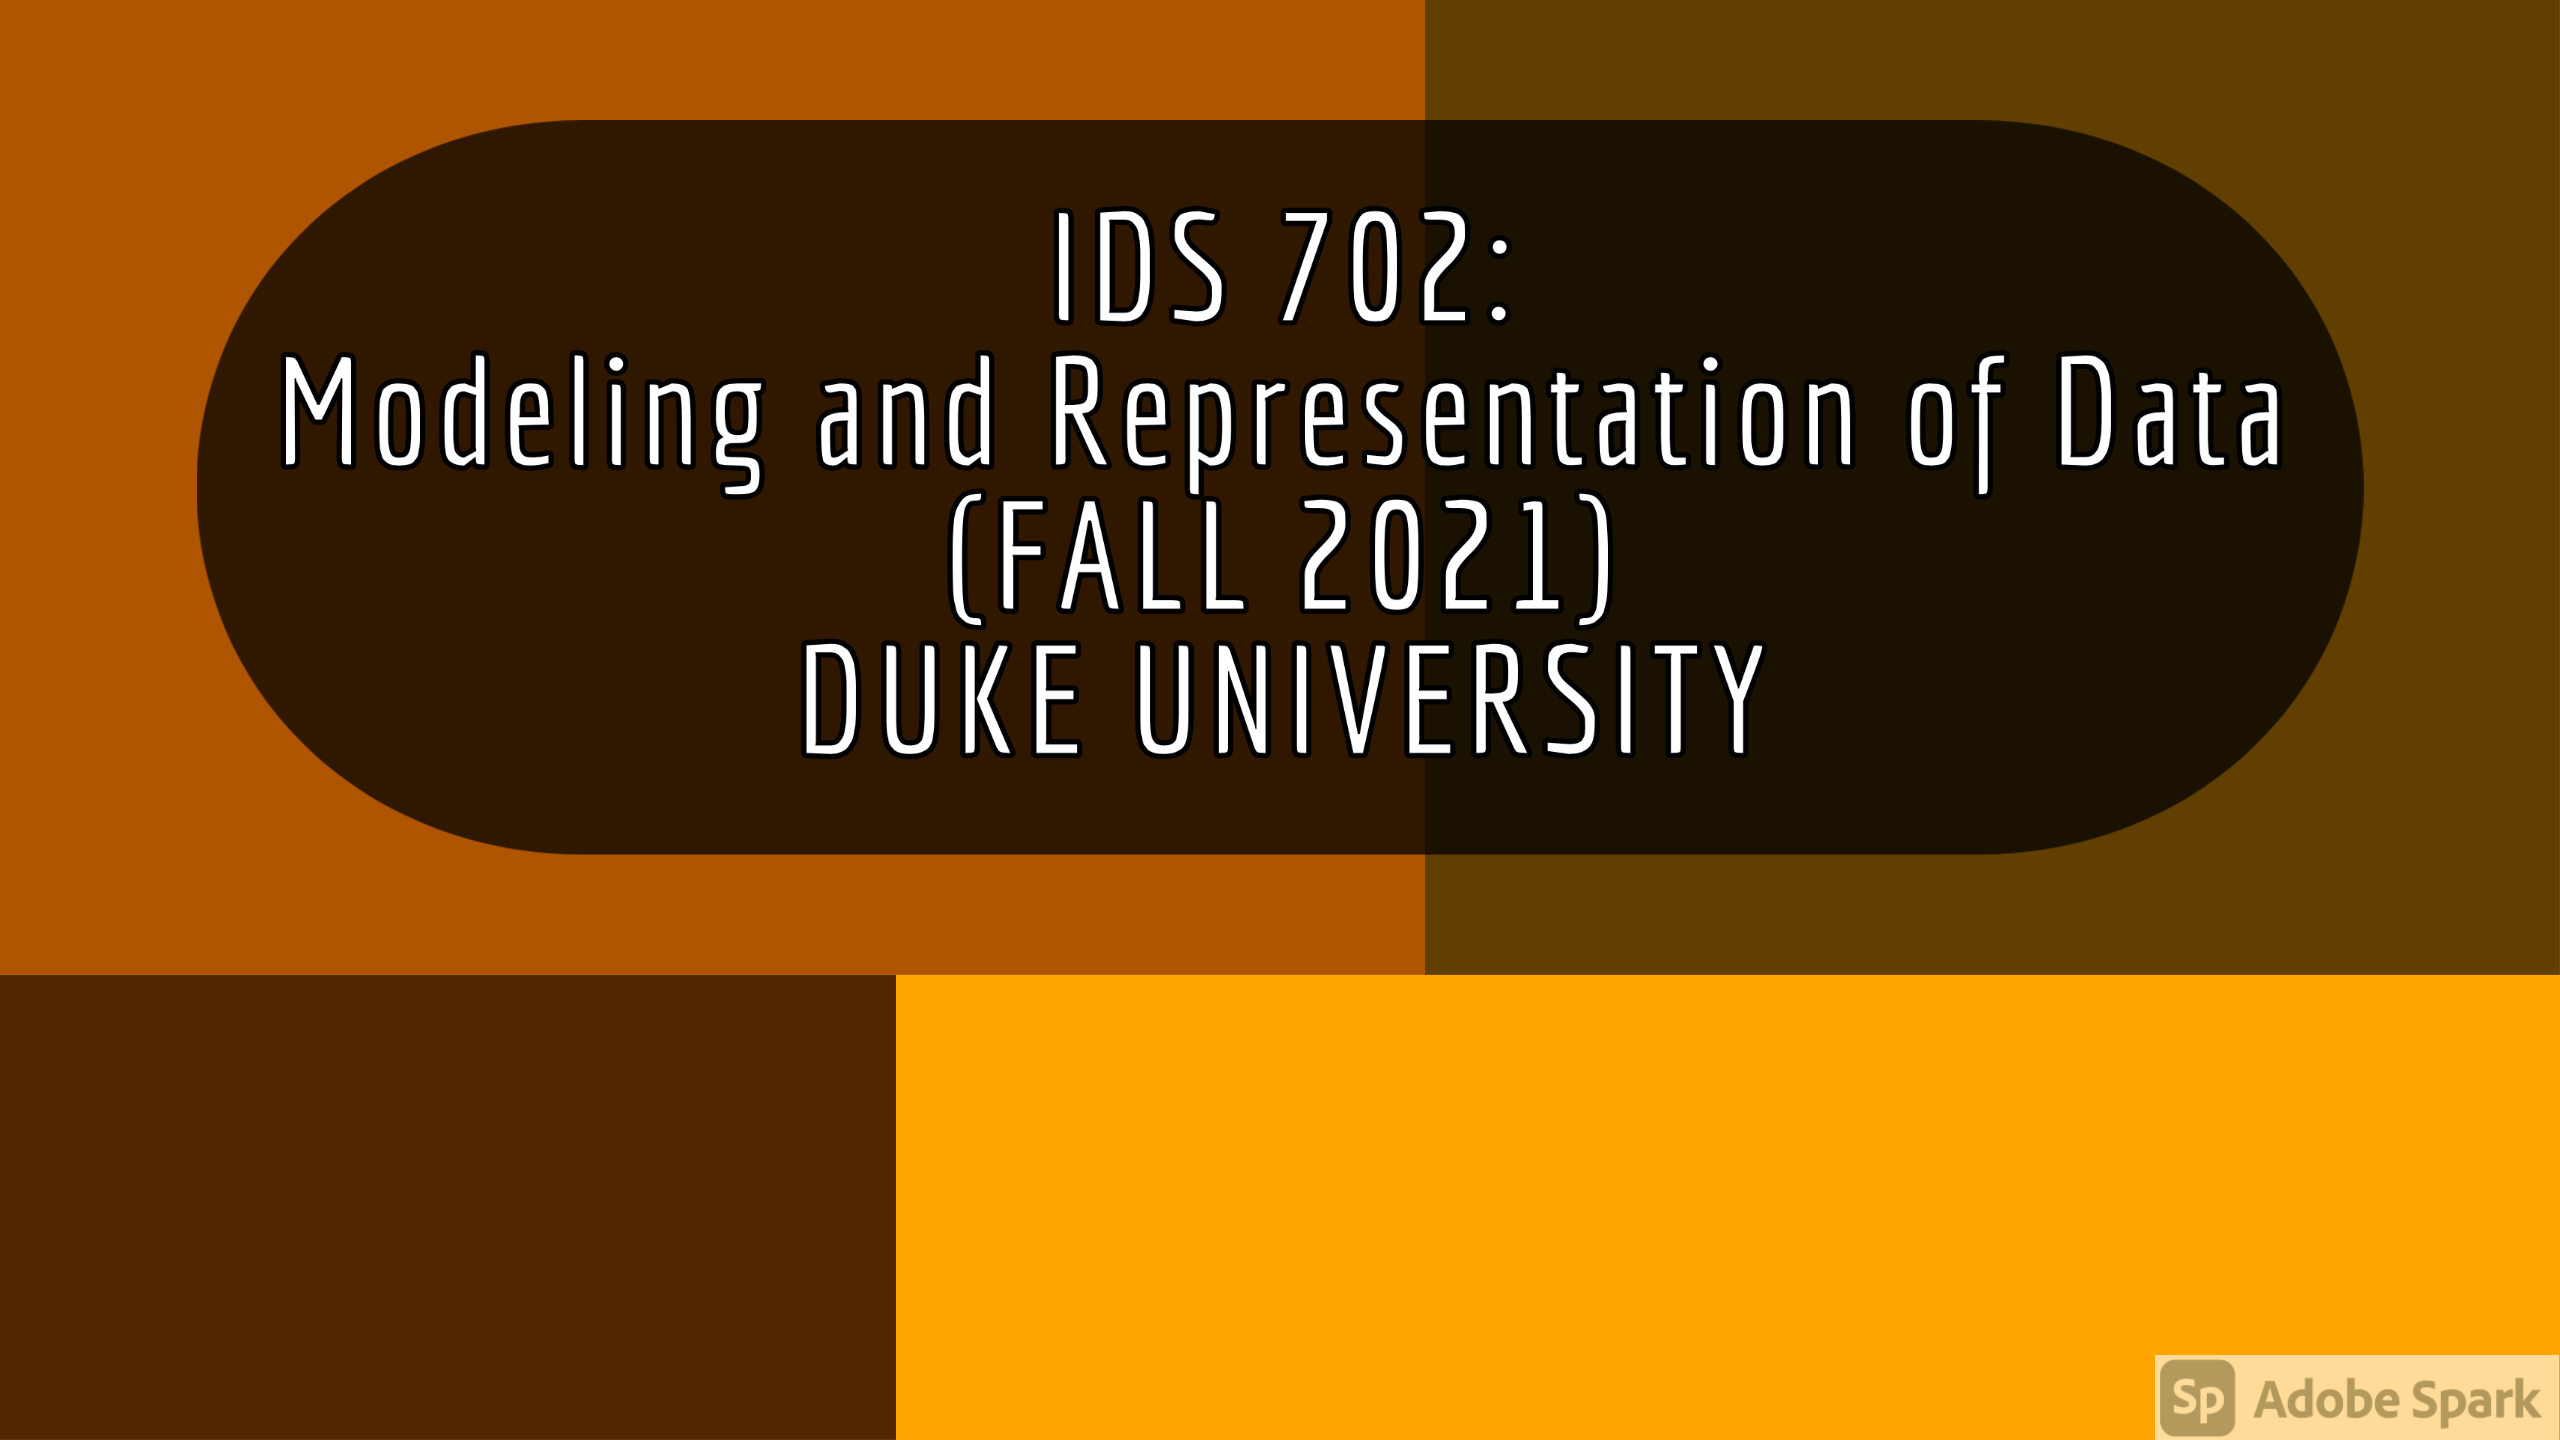 IDS 702:
Modeling and Representation of Data
(FALL 2021)
DUKE UNIVERSITY
Sp Adobe Spark